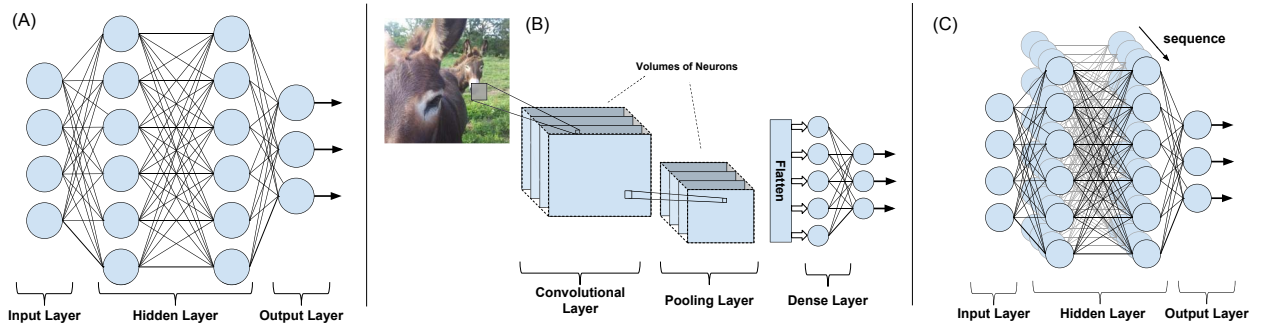 (A)
Input Layer
Hidden Layer
Output Layer
(B)
Volumes of Neurons
Flatten
Convolutional
Layer
Pooling Layer
Dense Layer
(C)
sequence
Input Layer
Hidden Layer
Output Layer